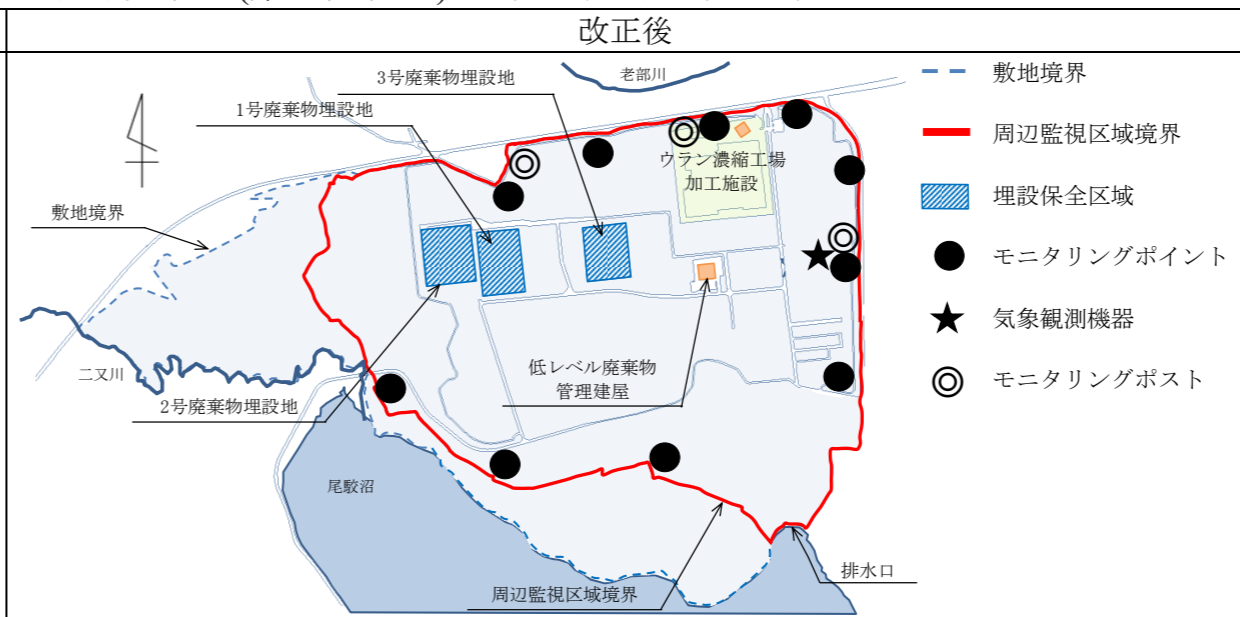 改正後
老部川
3号廃棄物埋設地
1号廃棄物埋設地
ウラン濃縮工場
加工施設
敷地境界
二又川
2号廃棄物埋設地
低レベル廃棄物
管理建屋
尾駮沼
周辺監視区域境界
排水口
敷地境界
周辺監視区域境界
埋設保全区域
モニタリングポイント
気象観測機器
モニタリングポスト